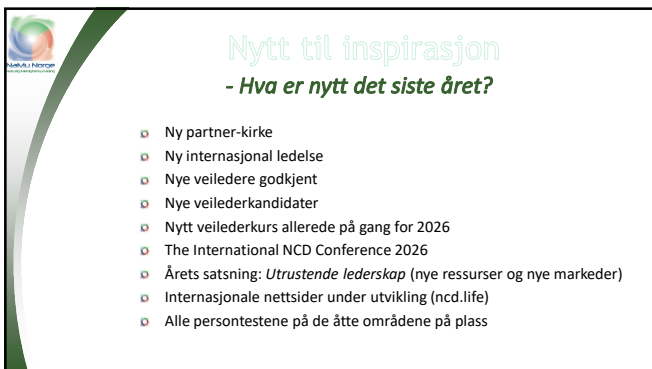 NaMu Norge
Naturlig Menighetsutvikling
Nytt til inspirasjon
- Hva er nytt det siste året?
Ny partner-kirke
Ny internasjonal ledelse
Nye veiledere godkjent
Nye veilederkandidater
Nytt veilederkurs allerede på gang for 2026
The International NCD Conference 2026
Årets satsning: Utrustende lederskap (nye ressurser og nye markeder)
Internasjonale nettsider under utvikling (ncd.life)
Alle persontestene på de åtte områdene på plass